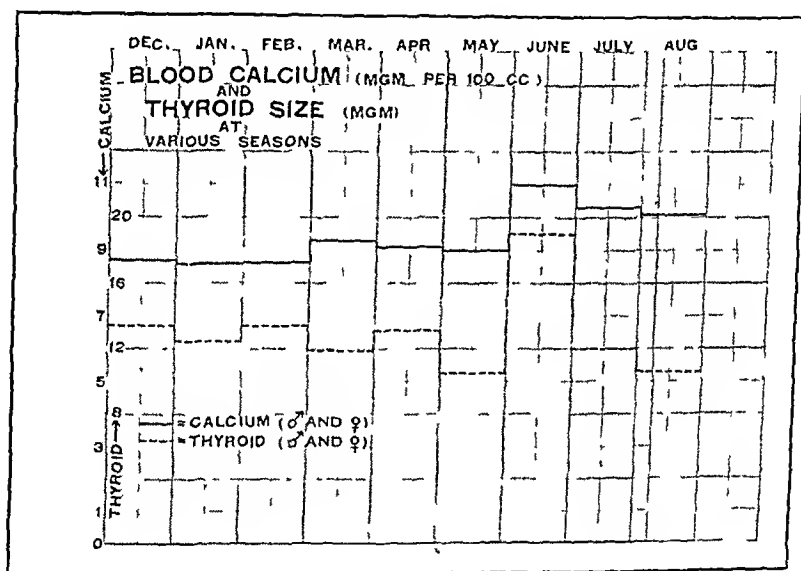 DEC. JAN. FEB. MAR. APR MAY JUNE JULY AUG
BLOOD CALCIUM (MGM PER 100 CC)
AND
THYROID SIZE (MGM)
AT
VARIOUS SEASONS
← CALCIUM
11
20
9
16
7
12
5
8
3
1
0
THYROID →
= CALCIUM (♂ AND ♀)
= THYROID (♂ AND ♀)